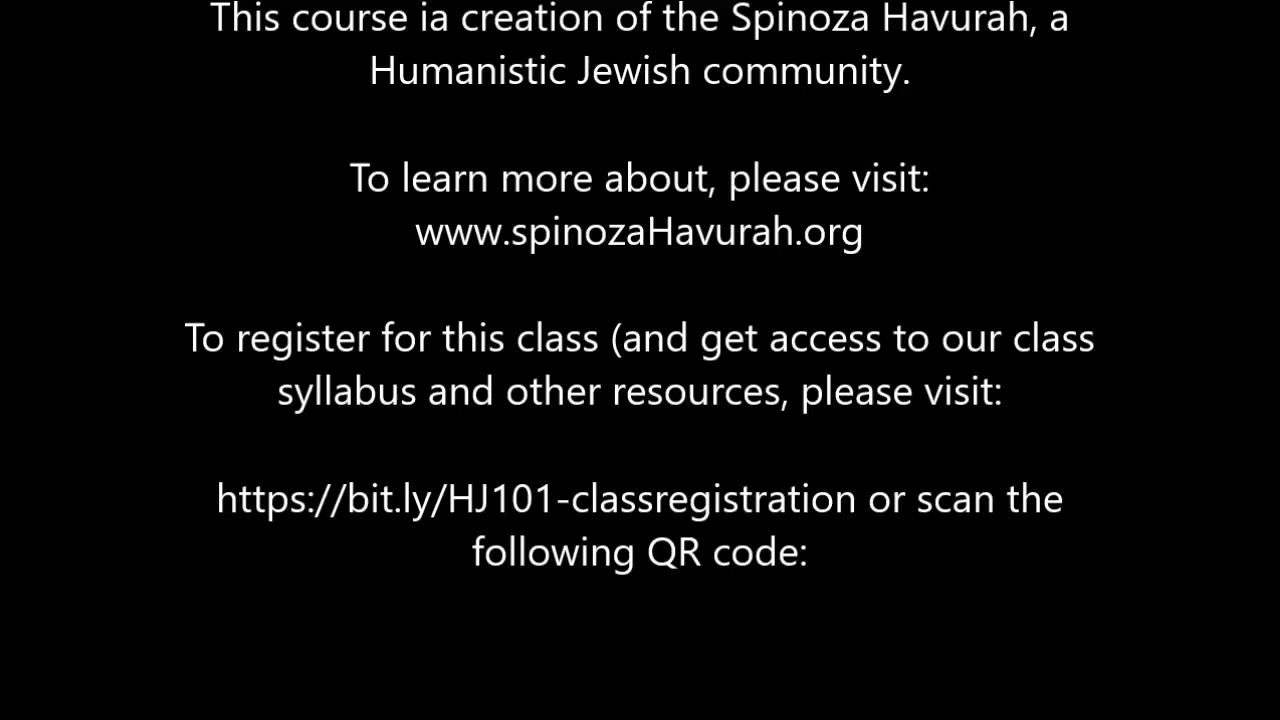 This course ia creation of the Spinoza Havurah, a
Humanistic Jewish community.
To learn more about, please visit:
www.spinozaHavurah.org
To register for this class (and get access to our class
syllabus and other resources, please visit:
https://bit.ly/HJ101-classregistration or scan the
following QR code: